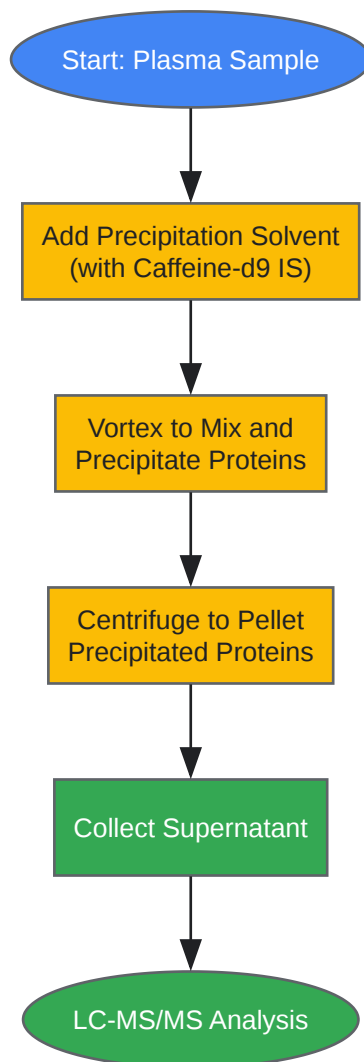 Start: Plasma Sample
Add Precipitation Solvent
(with Caffeine-d9 IS)
Vortex to Mix and
Precipitate Proteins
Centrifuge to Pellet
Precipitated Proteins
Collect Supernatant
LC-MS/MS Analysis